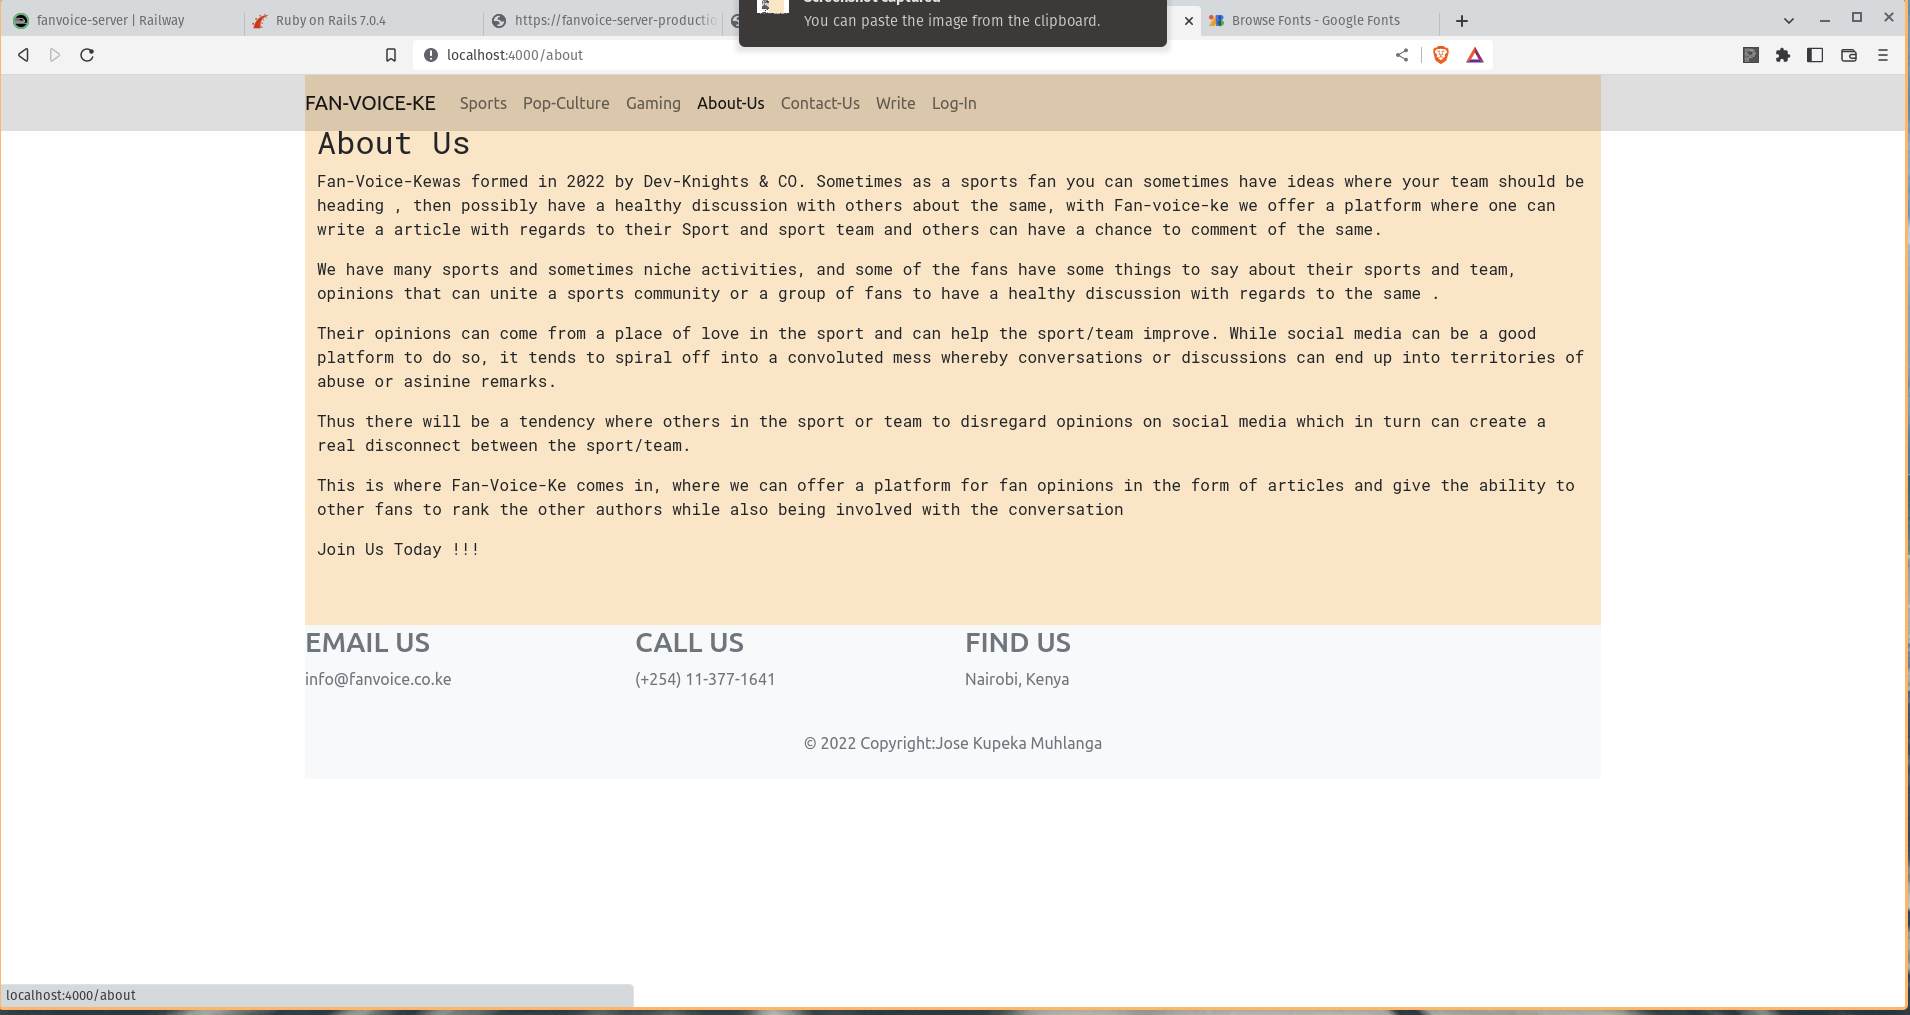 fanvoice-server | Railway
Ruby on Rails 7.0.4
https://fanvoice-server-productio
Screenshot captured
You can paste the image from the clipboard.
Browse Fonts - Google Fonts
localhost:4000/about
FAN-VOICE-KE Sports Pop-Culture Gaming About-Us Contact-Us Write Log-In
About Us
Fan-Voice-Kewas formed in 2022 by Dev-Knights & CO. Sometimes as a sports fan you can sometimes have ideas where your team should be
heading , then possibly have a healthy discussion with others about the same, with Fan-voice-ke we offer a platform where one can
write a article with regards to their Sport and sport team and others can have a chance to comment of the same.
We have many sports and sometimes niche activities, and some of the fans have some things to say about their sports and team,
opinions that can unite a sports community or a group of fans to have a healthy discussion with regards to the same .
Their opinions can come from a place of love in the sport and can help the sport/team improve. While social media can be a good
platform to do so, it tends to spiral off into a convoluted mess whereby conversations or discussions can end up into territories of
abuse or asinine remarks.
Thus there will be a tendency where others in the sport or team to disregard opinions on social media which in turn can create a
real disconnect between the sport/team.
This is where Fan-Voice-Ke comes in, where we can offer a platform for fan opinions in the form of articles and give the ability to
other fans to rank the other authors while also being involved with the conversation
Join Us Today !!!
EMAIL US CALL US FIND US
info@fanvoice.co.ke (+254) 11-377-1641 Nairobi, Kenya
© 2022 Copyright:Jose Kupeka Muhlanga
localhost:4000/about